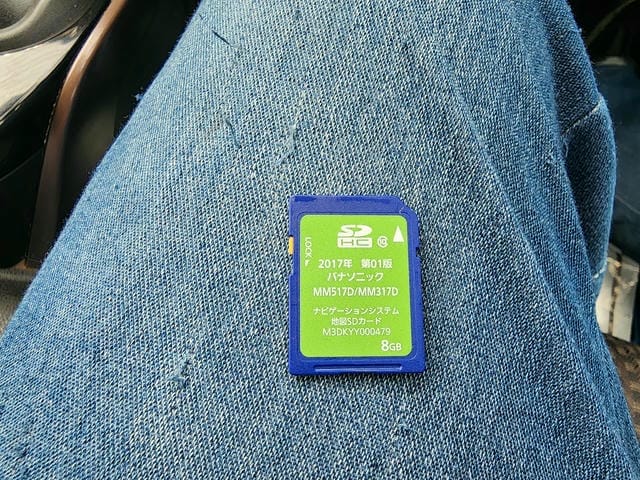 SD
HC 10
LOCK
2017年 第01版
パナソニック
MM517D/MM317D
ナビゲーションシステム
地図SDカード
M3DKYY000479
8GB